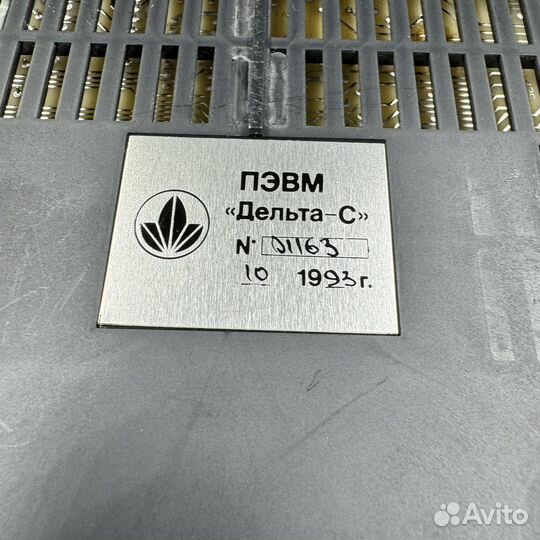 ПЭВМ
«Дельта-С»
N. 01163
10 1993г.
Avito